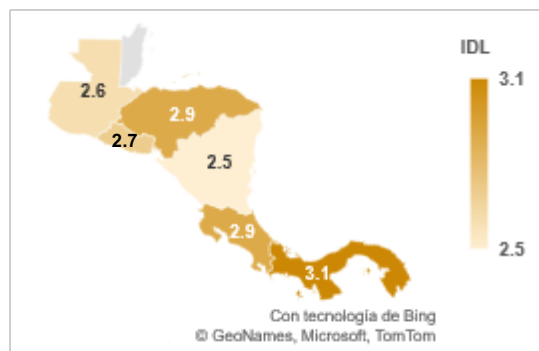 IDL
3.1
2.6
2.9
2.7
2.5
2.9
3.1
2.5
Con tecnología de Bing
© GeoNames, Microsoft, TomTom